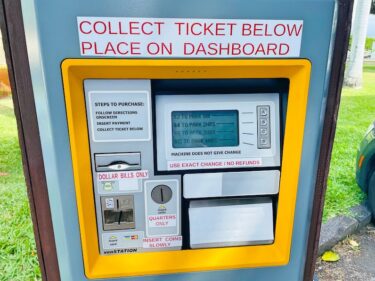 COLLECT TICKET BELOW
PLACE ON DASHBOARD
STEPS TO PURCHASE:
FOLLOW DIRECTIONS
ONSCREEN
INSERT PAYMENT
COLLECT TICKET BELOW
MACHINE DOES NOT GIVE CHANGE
USE EXACT CHANGE / NO REFUNDS
DOLLAR BILLS ONLY
QUARTERS
ONLY
INSERT COINS
SLOWLY
VenSTATION